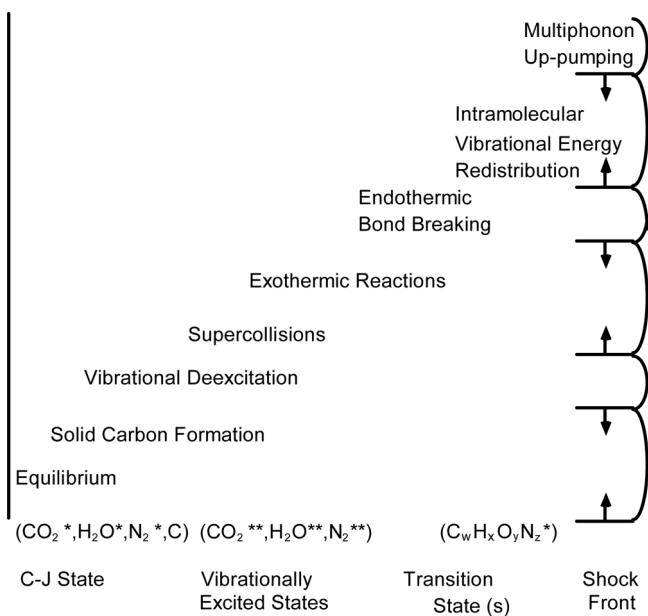 Multiphonon
Up-pumping
Intramolecular
Vibrational Energy
Redistribution
Endothermic
Bond Breaking
Exothermic Reactions
Supercollisions
Vibrational Deexcitation
Solid Carbon Formation
Equilibrium
(CO₂ *,H₂O*,N₂ *,C) (CO₂ **,H₂O**,N₂**) (CwHxOyNz*)
C-J State
Vibrationally
Excited States
Transition
State (s)
Shock
Front